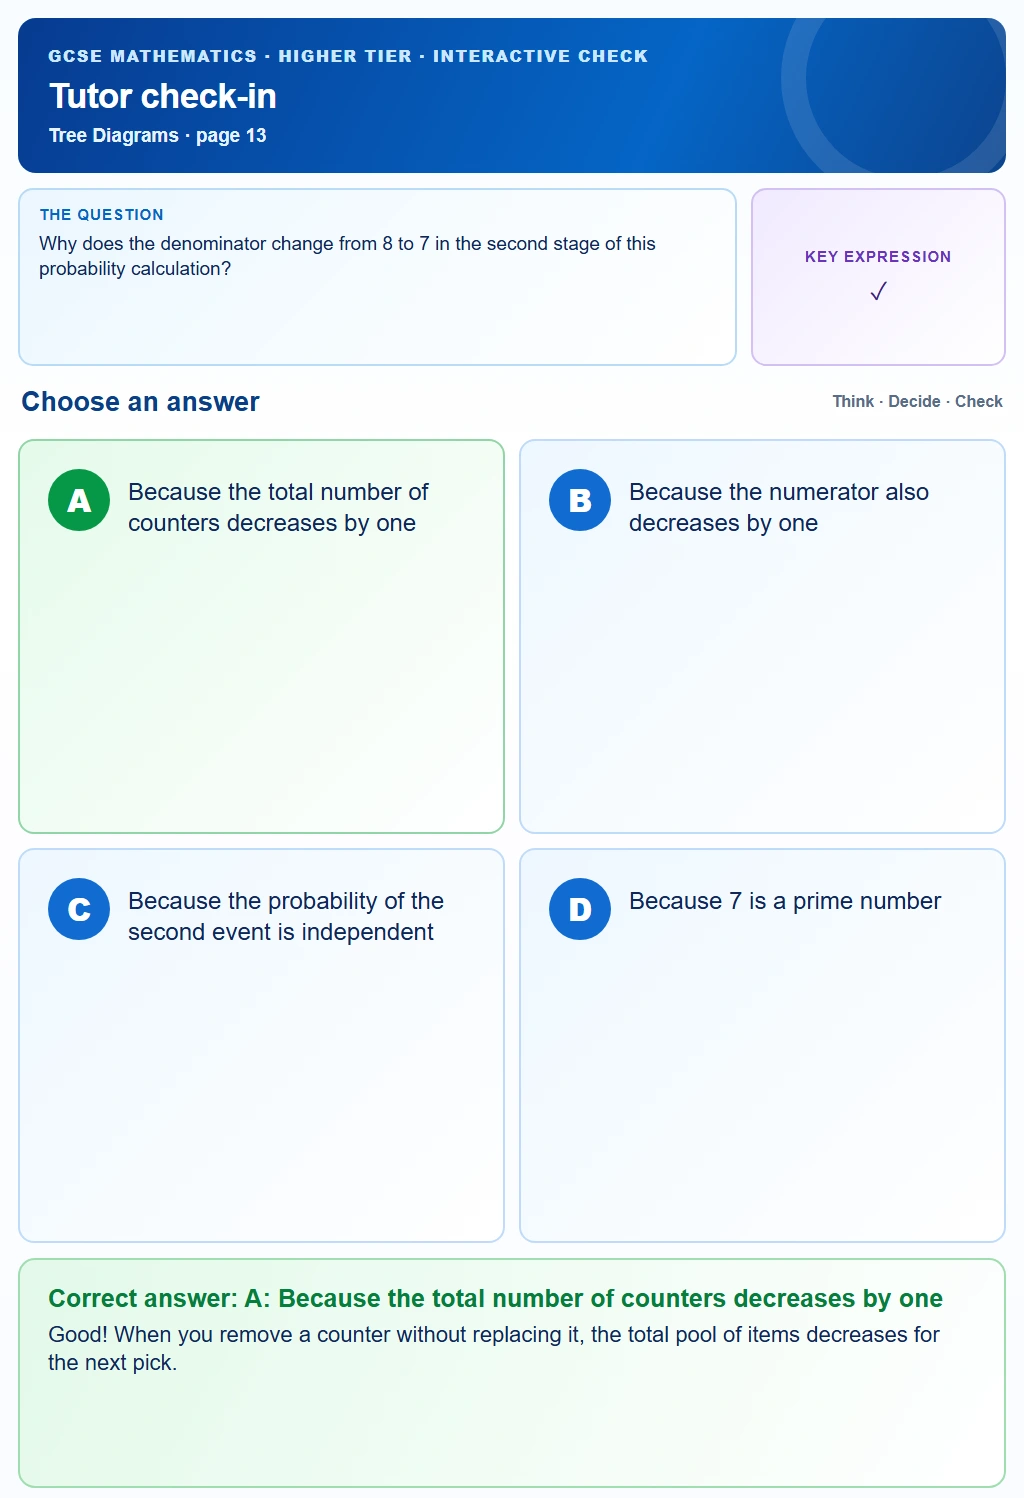 GCSE MATHEMATICS · HIGHER TIER · INTERACTIVE CHECK
Tutor check-in
Tree Diagrams · page 13
THE QUESTION
Why does the denominator change from 8 to 7 in the second stage of this
probability calculation?
KEY EXPRESSION
✓
Choose an answer
Think · Decide · Check
A
Because the total number of
counters decreases by one
B
Because the numerator also
decreases by one
C
Because the probability of the
second event is independent
D
Because 7 is a prime number
Correct answer: A: Because the total number of counters decreases by one
Good! When you remove a counter without replacing it, the total pool of items decreases for
the next pick.